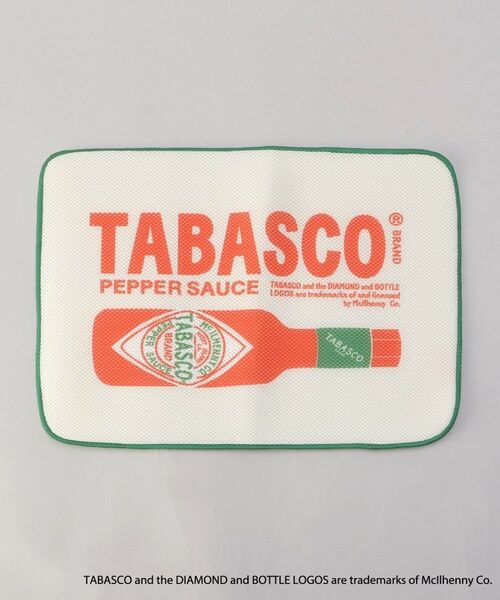 TABASCO® BRAND
PEPPER SAUCE
TABASCO and the DIAMOND and BOTTLE
LOGOS are trademarks of and licensed
by McIlhenny Co.
McILHENNY CO.
TABASCO
BRAND
PEPPER SAUCE
TABASCO
TABASCO and the DIAMOND and BOTTLE LOGOS are trademarks of McIlhenny Co.